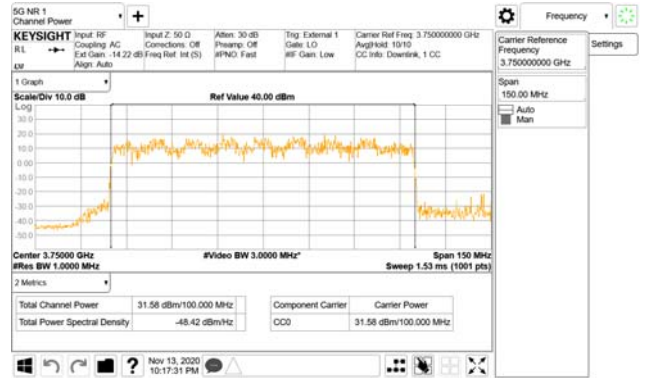 5G NR 1
Channel Power
Frequency
KEYSIGHT
RL
Input: RF
Coupling: AC
Ext Gain: -14.22 dB
Align: Auto
Input Z: 50 Ω
Corrections: Off
Freq Ref: Int (S)
Atten: 30 dB
Preamp: Off
#PNO: Fast
Trig: External 1
Gate: LO
#IF Gain: Low
Carrier Ref Freq: 3.750000000 GHz
Avg|Hold: 10/10
CC Info: Downlink, 1 CC
Carrier Reference
Frequency
3.750000000 GHz
Settings
Span
150.00 MHz
Auto
Man
1 Graph
Scale/Div 10.0 dB
Ref Value 40.00 dBm
Log
30.0
20.0
10.0
0.00
-10.0
-20.0
-30.0
-40.0
-50.0
Center 3.75000 GHz
#Video BW 3.0000 MHz*
Span 150 MHz
#Res BW 1.0000 MHz
Sweep 1.53 ms (1001 pts)
2 Metrics
Total Channel Power
31.58 dBm/100.000 MHz
Total Power Spectral Density
-48.42 dBm/Hz
Component Carrier
Carrier Power
CC0
31.58 dBm/100.000 MHz
?
Nov 13, 2020
10:17:31 PM